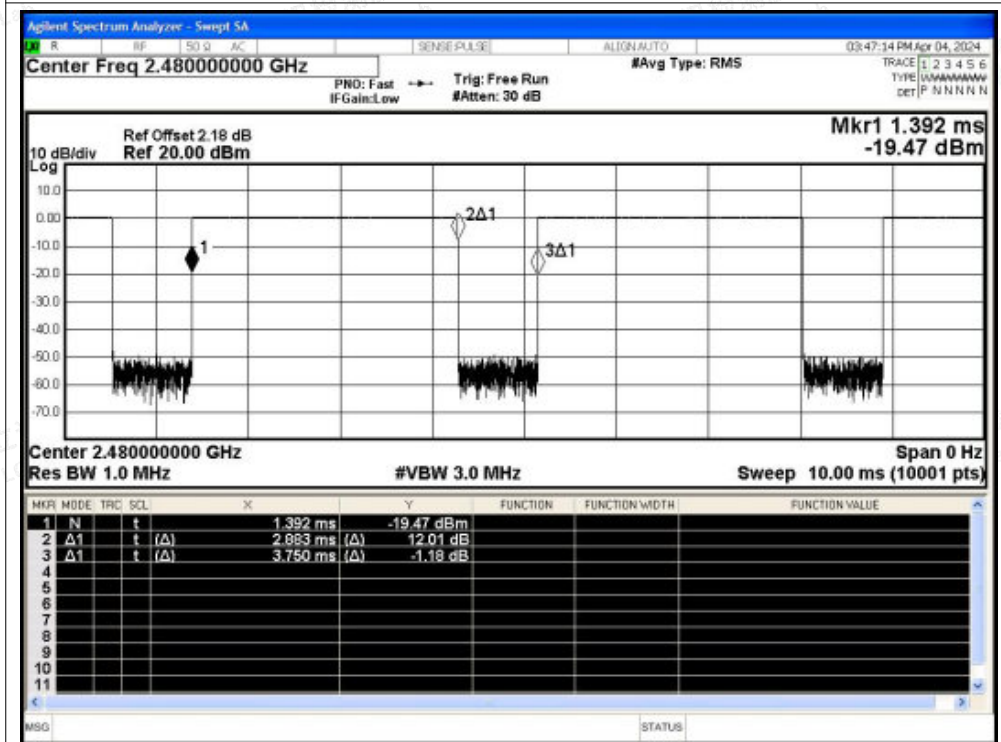 Agilent Spectrum Analyzer - Swept SA
R RF 50 Ω AC SENSE:PULSE ALIGN AUTO 03:47:14 PM Apr 04, 2024
Center Freq 2.480000000 GHz #Avg Type: RMS TRACE 1 2 3 4 5 6
PNO: Fast Trig: Free Run TYPE
IFGain:Low #Atten: 30 dB DET P N N N N N
Mkr1 1.392 ms
Ref Offset 2.18 dB
10 dB/div Ref 20.00 dBm -19.47 dBm
Log
10.0
0.00
2Δ1
-10.0
1
3Δ1
-20.0
-30.0
-40.0
-50.0
-60.0
-70.0
Center 2.480000000 GHz Span 0 Hz
Res BW 1.0 MHz #VBW 3.0 MHz Sweep 10.00 ms (10001 pts)
MKR MODE TRC SCL X Y FUNCTION FUNCTION WIDTH FUNCTION VALUE
1 N t 1.392 ms -19.47 dBm
2 Δ1 t (Δ) 2.883 ms (Δ) 12.01 dB
3 Δ1 t (Δ) 3.750 ms (Δ) -1.18 dB
4
5
6
7
8
9
10
11
MSG STATUS